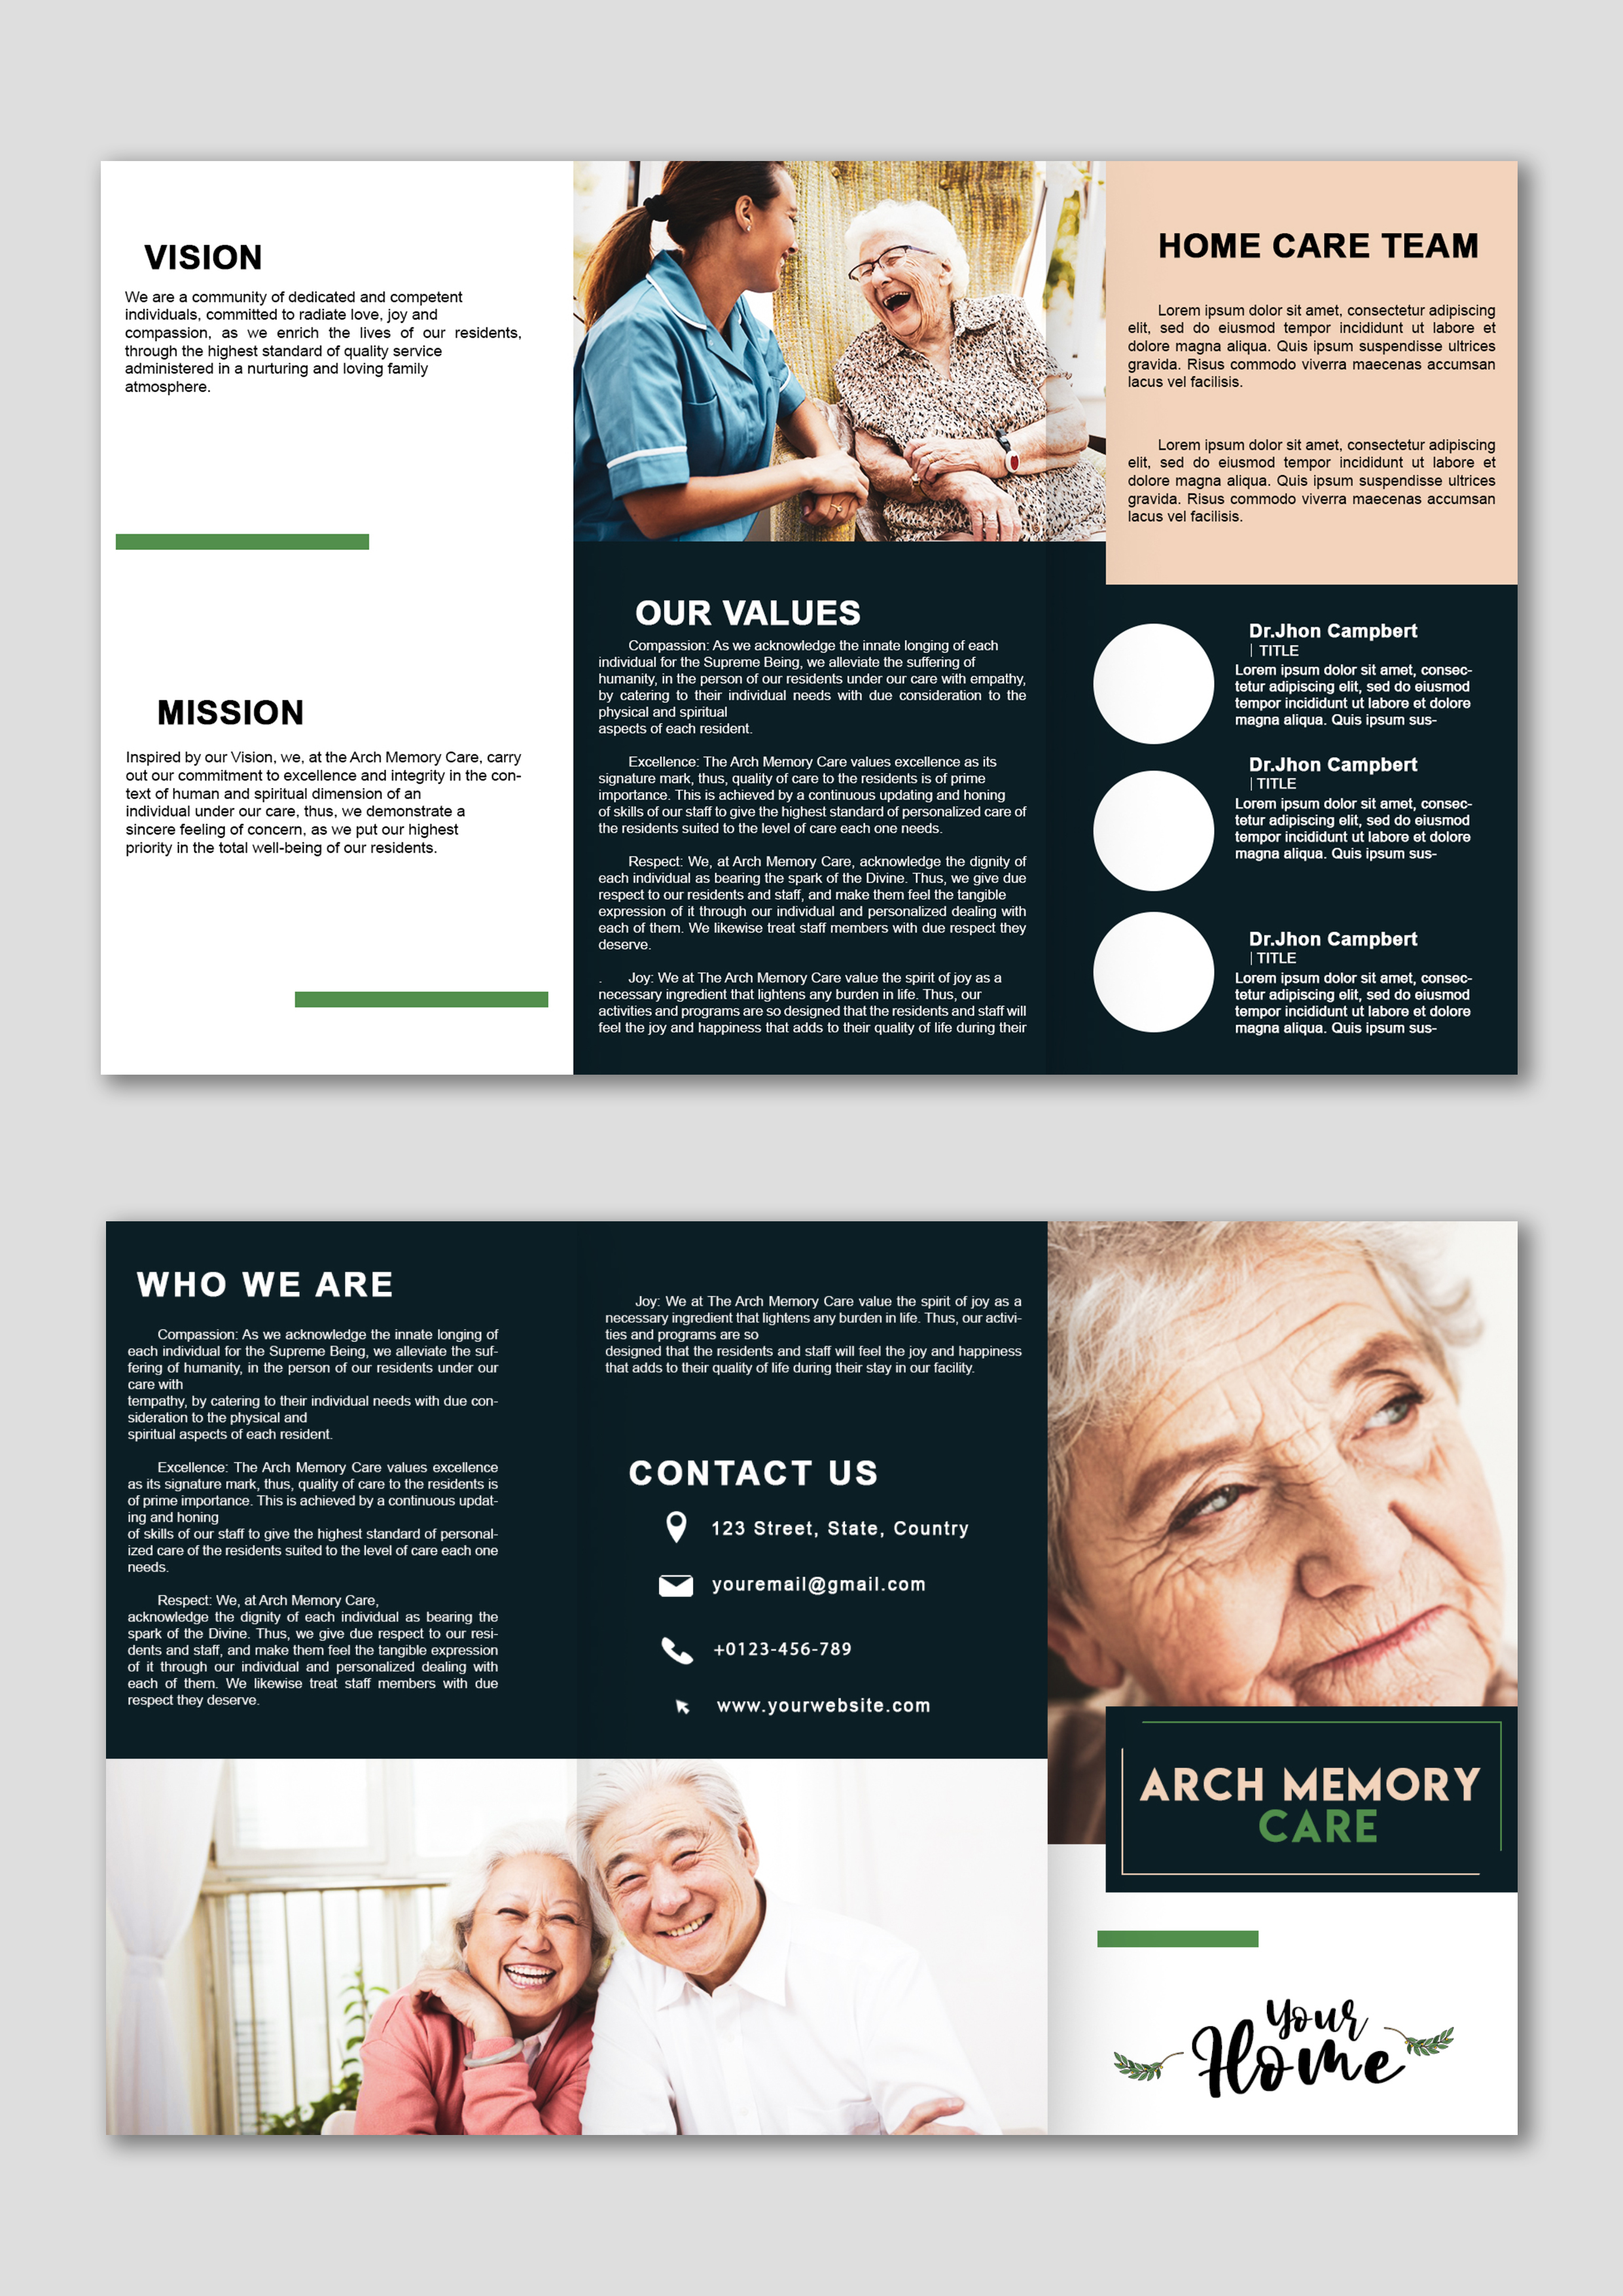 VISION
We are a community of dedicated and competent
individuals, committed to radiate love, joy and
compassion, as we enrich the lives of our residents,
through the highest standard of quality service
administered in a nurturing and loving family
atmosphere.
MISSION
Inspired by our Vision, we, at the Arch Memory Care, carry
out our commitment to excellence and integrity in the con-
text of human and spiritual dimension of an
individual under our care, thus, we demonstrate a
sincere feeling of concern, as we put our highest
priority in the total well-being of our residents.
OUR VALUES
Compassion: As we acknowledge the innate longing of each
individual for the Supreme Being, we alleviate the suffering of
humanity, in the person of our residents under our care with empathy,
by catering to their individual needs with due consideration to the
physical and spiritual
aspects of each resident.
Excellence: The Arch Memory Care values excellence as its
signature mark, thus, quality of care to the residents is of prime
importance. This is achieved by a continuous updating and honing
of skills of our staff to give the highest standard of personalized care of
the residents suited to the level of care each one needs.
Respect: We, at Arch Memory Care, acknowledge the dignity of
each individual as bearing the spark of the Divine. Thus, we give due
respect to our residents and staff, and make them feel the tangible
expression of it through our individual and personalized dealing with
each of them. We likewise treat staff members with due respect they
deserve.
. Joy: We at The Arch Memory Care value the spirit of joy as a
necessary ingredient that lightens any burden in life. Thus, our
activities and programs are so designed that the residents and staff will
feel the joy and happiness that adds to their quality of life during their
HOME CARE TEAM
Lorem ipsum dolor sit amet, consectetur adipiscing
elit, sed do eiusmod tempor incididunt ut labore et
dolore magna aliqua. Quis ipsum suspendisse ultrices
gravida. Risus commodo viverra maecenas accumsan
lacus vel facilisis.
Lorem ipsum dolor sit amet, consectetur adipiscing
elit, sed do eiusmod tempor incididunt ut labore et
dolore magna aliqua. Quis ipsum suspendisse ultrices
gravida. Risus commodo viverra maecenas accumsan
lacus vel facilisis.
Dr.Jhon Campbert
| TITLE
Lorem ipsum dolor sit amet, consec-
tetur adipiscing elit, sed do eiusmod
tempor incididunt ut labore et dolore
magna aliqua. Quis ipsum sus-
Dr.Jhon Campbert
| TITLE
Lorem ipsum dolor sit amet, consec-
tetur adipiscing elit, sed do eiusmod
tempor incididunt ut labore et dolore
magna aliqua. Quis ipsum sus-
Dr.Jhon Campbert
| TITLE
Lorem ipsum dolor sit amet, consec-
tetur adipiscing elit, sed do eiusmod
tempor incididunt ut labore et dolore
magna aliqua. Quis ipsum sus-
WHO WE ARE
Compassion: As we acknowledge the innate longing of
each individual for the Supreme Being, we alleviate the suf-
fering of humanity, in the person of our residents under our
care with
tempathy, by catering to their individual needs with due con-
sideration to the physical and
spiritual aspects of each resident.
Excellence: The Arch Memory Care values excellence
as its signature mark, thus, quality of care to the residents is
of prime importance. This is achieved by a continuous updat-
ing and honing
of skills of our staff to give the highest standard of personal-
ized care of the residents suited to the level of care each one
needs.
Respect: We, at Arch Memory Care,
acknowledge the dignity of each individual as bearing the
spark of the Divine. Thus, we give due respect to our resi-
dents and staff, and make them feel the tangible expression
of it through our individual and personalized dealing with
each of them. We likewise treat staff members with due
respect they deserve.
Joy: We at The Arch Memory Care value the spirit of joy as a
necessary ingredient that lightens any burden in life. Thus, our activi-
ties and programs are so
designed that the residents and staff will feel the joy and happiness
that adds to their quality of life during their stay in our facility.
CONTACT US
123 Street, State, Country
youremail@gmail.com
+0123-456-789
www.yourwebsite.com
ARCH MEMORY
CARE
Your
Home